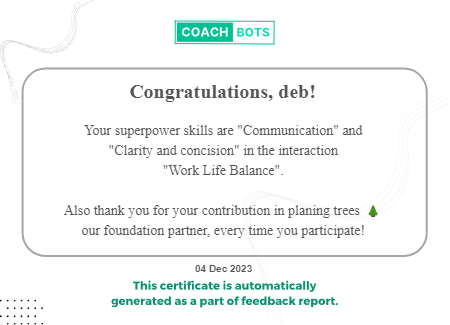 COACH BOTS
Congratulations, deb!
Your superpower skills are "Communication" and
"Clarity and concision" in the interaction
"Work Life Balance".
Also thank you for your contribution in planing trees 🌲
our foundation partner, every time you participate!
04 Dec 2023
This certificate is automatically
generated as a part of feedback report.